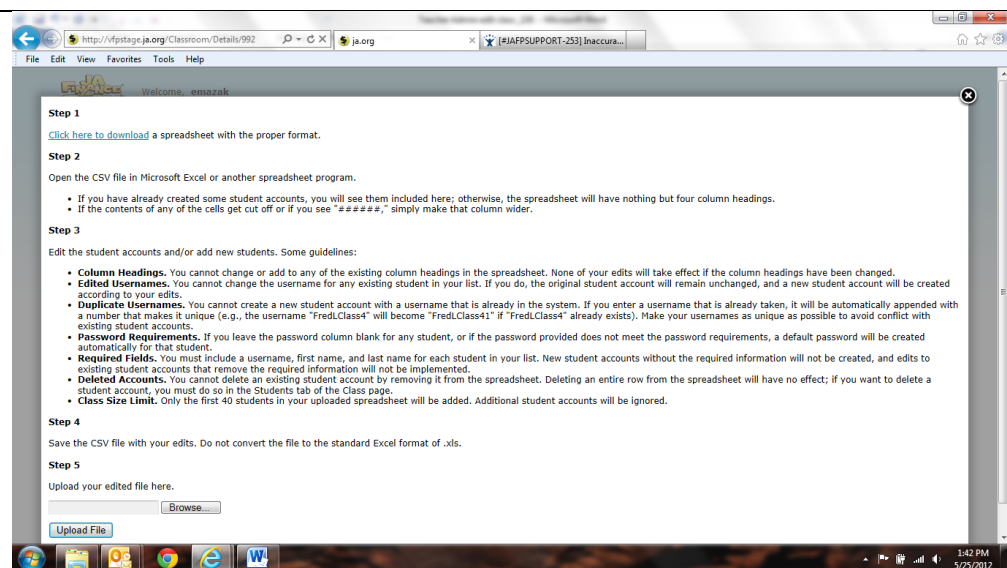 http://vfpstage.ja.org/Classroom/Details/992
ja.org
[#JAFPSUPPORT-253] Inaccura...
File Edit View Favorites Tools Help
JA
FINANCE
Welcome, emazak
Step 1
Click here to download a spreadsheet with the proper format.
Step 2
Open the CSV file in Microsoft Excel or another spreadsheet program.
• If you have already created some student accounts, you will see them included here; otherwise, the spreadsheet will have nothing but four column headings.
• If the contents of any of the cells get cut off or if you see "######," simply make that column wider.
Step 3
Edit the student accounts and/or add new students. Some guidelines:
• Column Headings. You cannot change or add to any of the existing column headings in the spreadsheet. None of your edits will take effect if the column headings have been changed.
• Edited Usernames. You cannot change the username for any existing student in your list. If you do, the original student account will remain unchanged, and a new student account will be created
according to your edits.
• Duplicate Usernames. You cannot create a new student account with a username that is already in the system. If you enter a username that is already taken, it will be automatically appended with
a number that makes it unique (e.g., the username "FredLClass4" will become "FredLClass41" if "FredLClass4" already exists). Make your usernames as unique as possible to avoid conflict with
existing student accounts.
• Password Requirements. If you leave the password column blank for any student, or if the password provided does not meet the password requirements, a default password will be created
automatically for that student.
• Required Fields. You must include a username, first name, and last name for each student in your list. New student accounts without the required information will not be created, and edits to
existing student accounts that remove the required information will not be implemented.
• Deleted Accounts. You cannot delete an existing student account by removing it from the spreadsheet. Deleting an entire row from the spreadsheet will have no effect; if you want to delete a
student account, you must do so in the Students tab of the Class page.
• Class Size Limit. Only the first 40 students in your uploaded spreadsheet will be added. Additional student accounts will be ignored.
Step 4
Save the CSV file with your edits. Do not convert the file to the standard Excel format of .xls.
Step 5
Upload your edited file here.
Browse...
Upload File
1:42 PM
5/25/2012